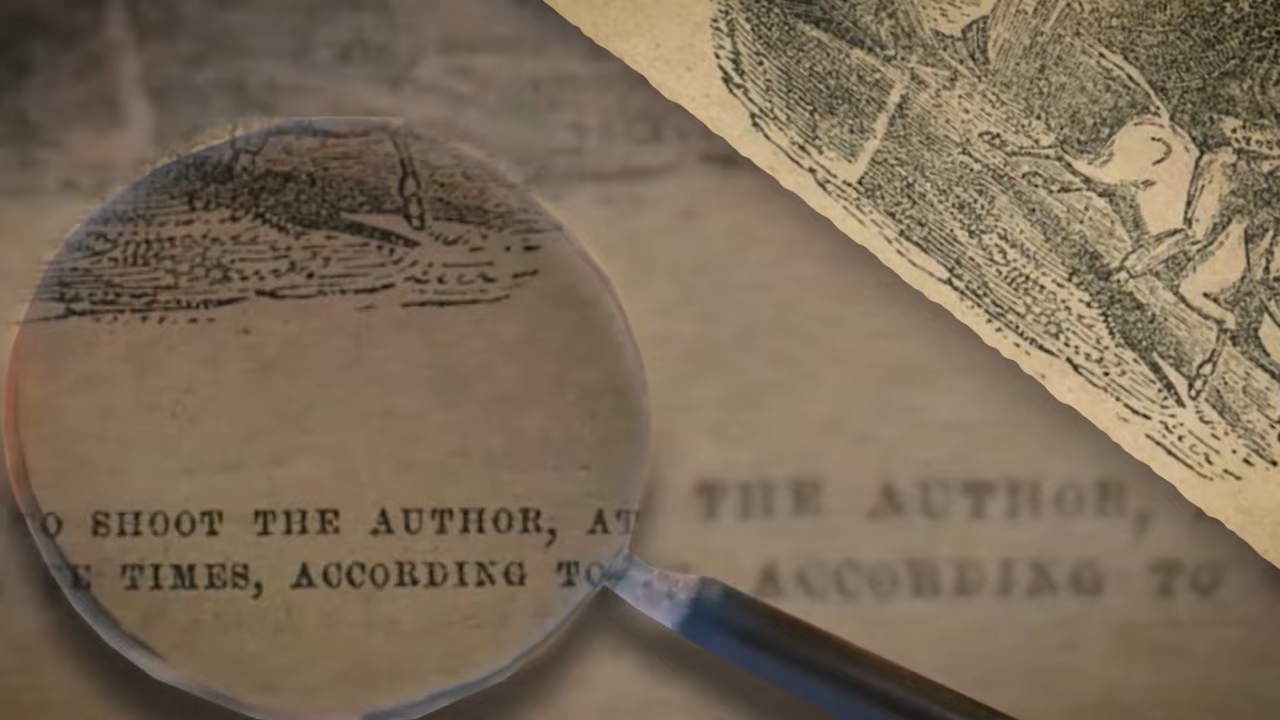 O SHOOT THE AUTHOR, AT
E TIMES, ACCORDING TO
THE AUTHOR,
ACCORDING TO